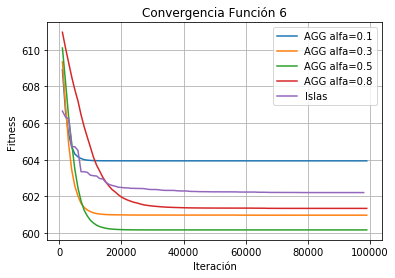 Convergencia Función 6
AGG alfa=0.1
AGG alfa=0.3
AGG alfa=0.5
AGG alfa=0.8
Islas
Fitness
610
608
606
604
602
600
0
20000
40000
60000
80000
100000
Iteración